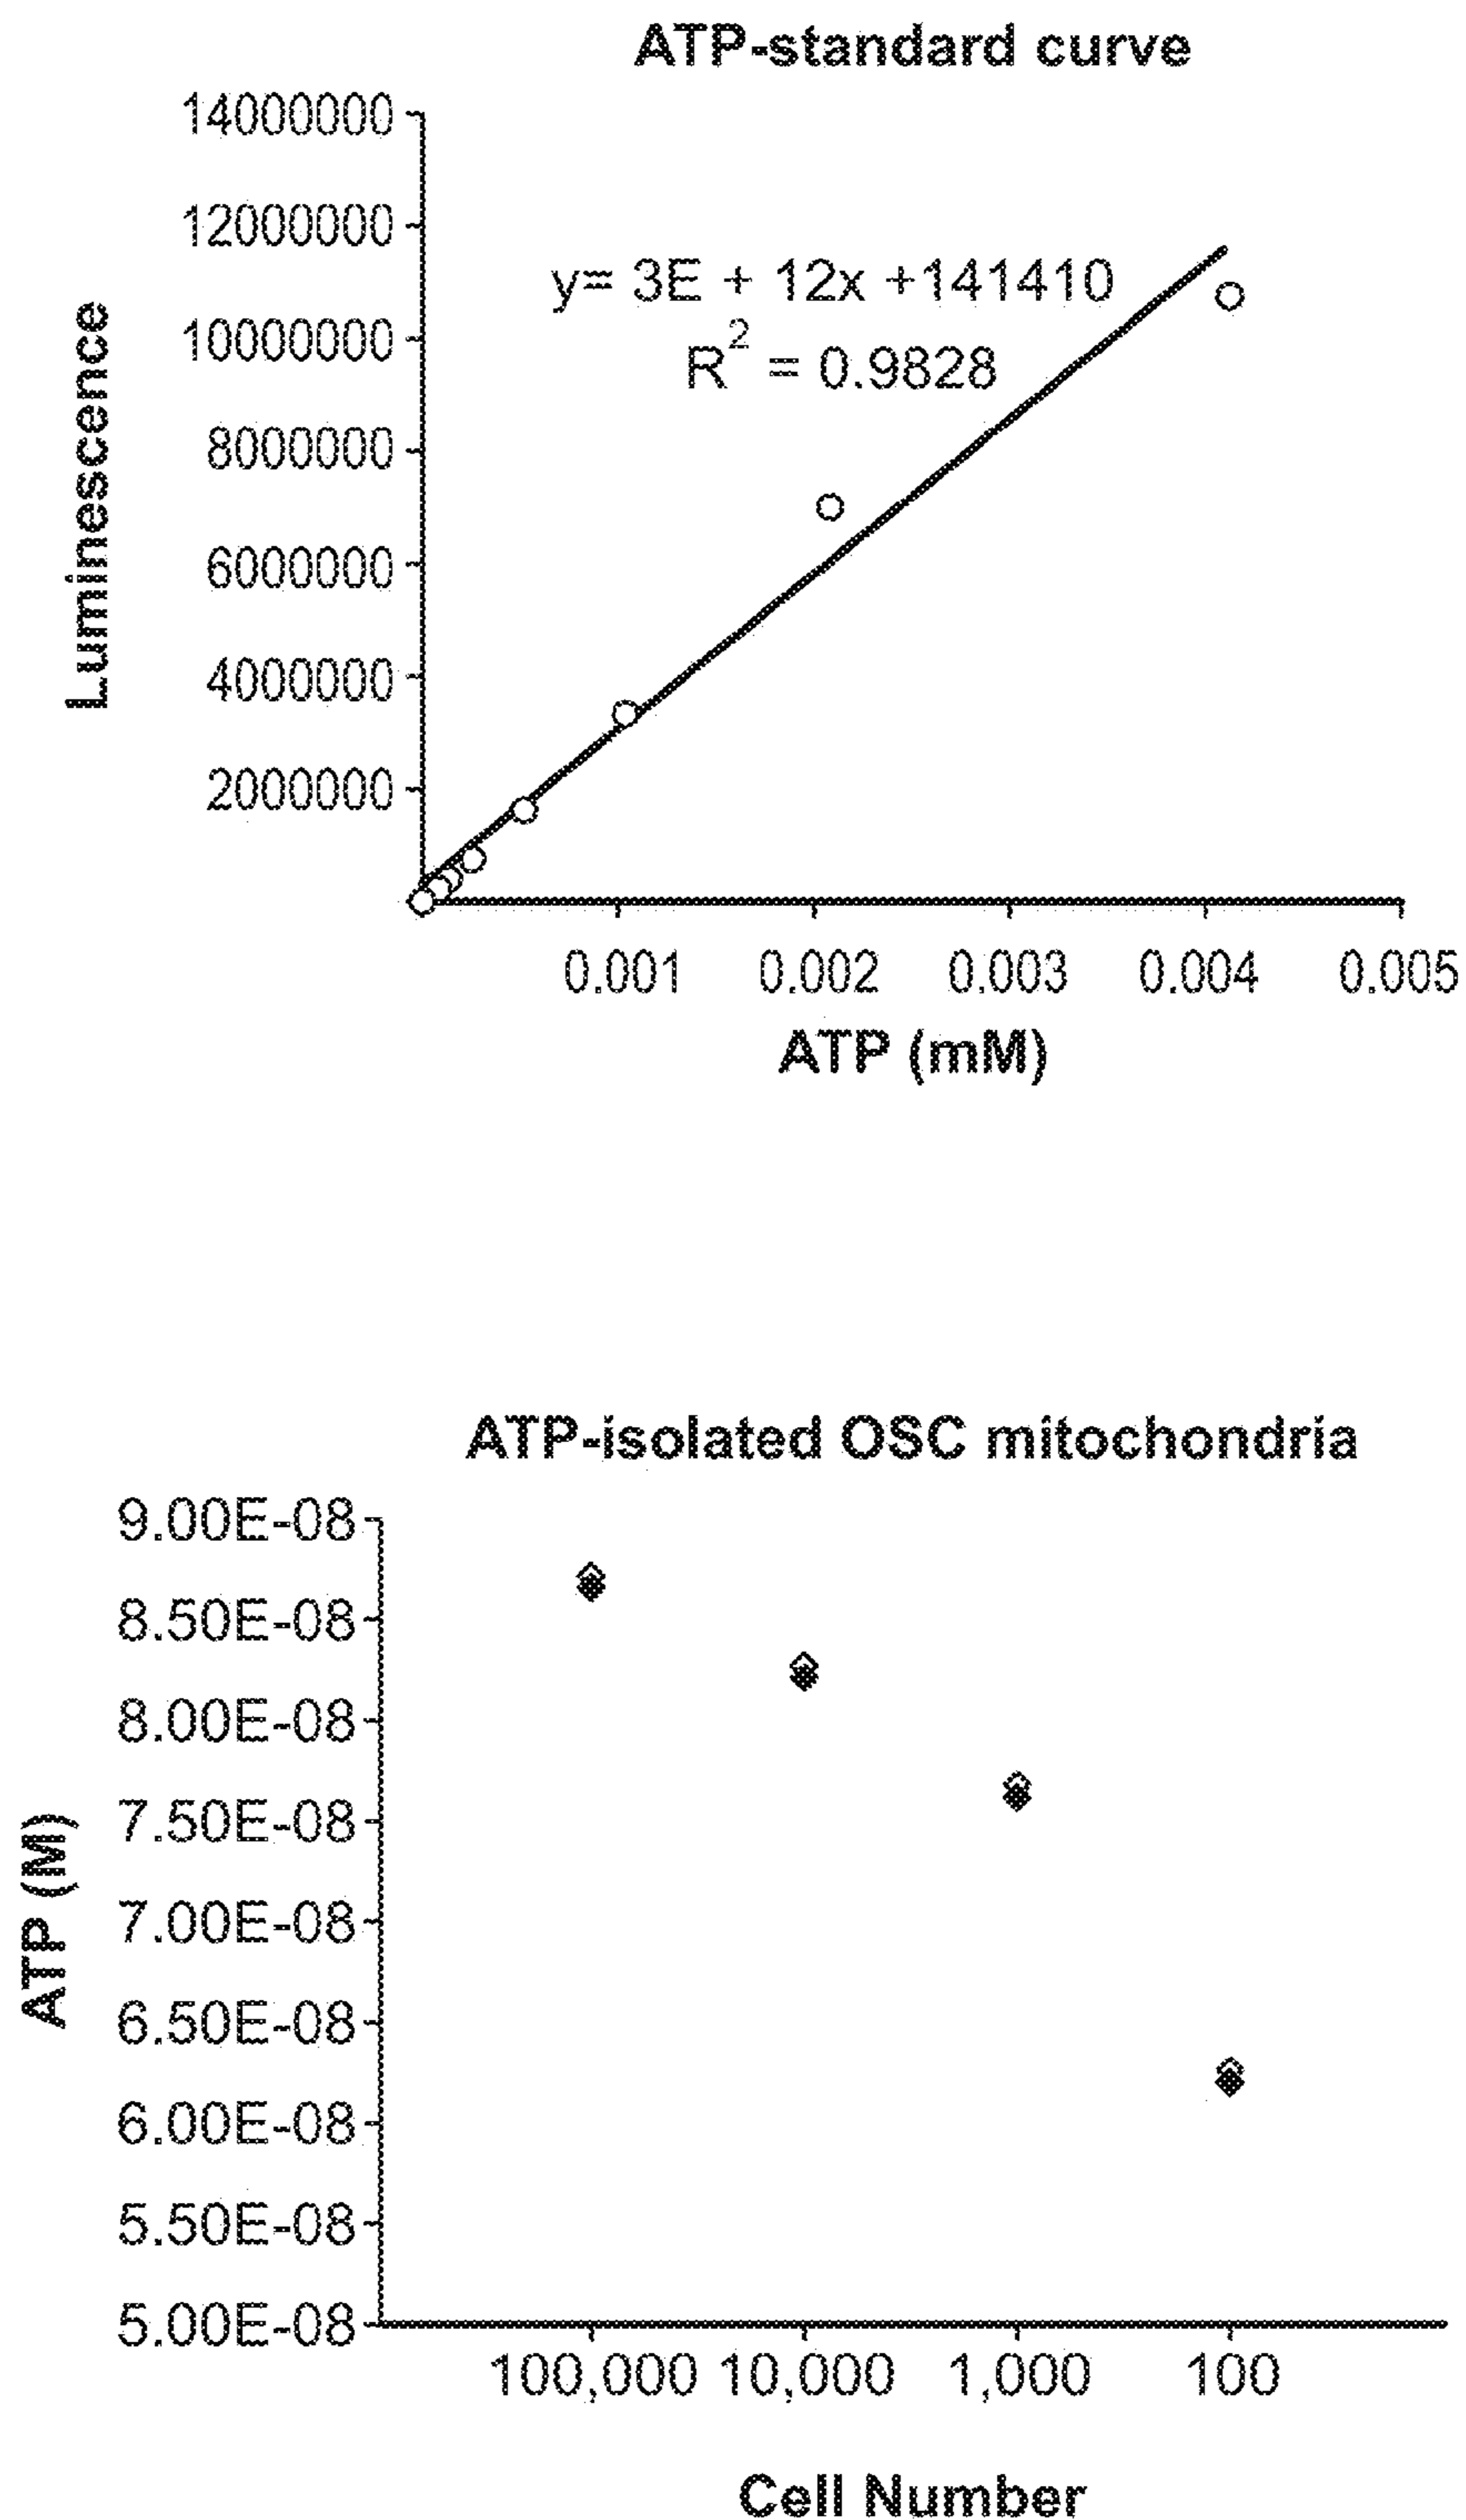 ATP-standard curve
14000000
12000000
10000000
8000000
6000000
4000000
2000000
Luminescence
y= 3E + 12x +141410
R² = 0.9828
0.001 0.002 0.003 0.004 0.005
ATP (mM)
ATP-isolated OSC mitochondria
9.00E-08
8.50E-08
8.00E-08
7.50E-08
7.00E-08
6.50E-08
6.00E-08
5.50E-08
5.00E-08
ATP (M)
100,000 10,000 1,000 100
Cell Number